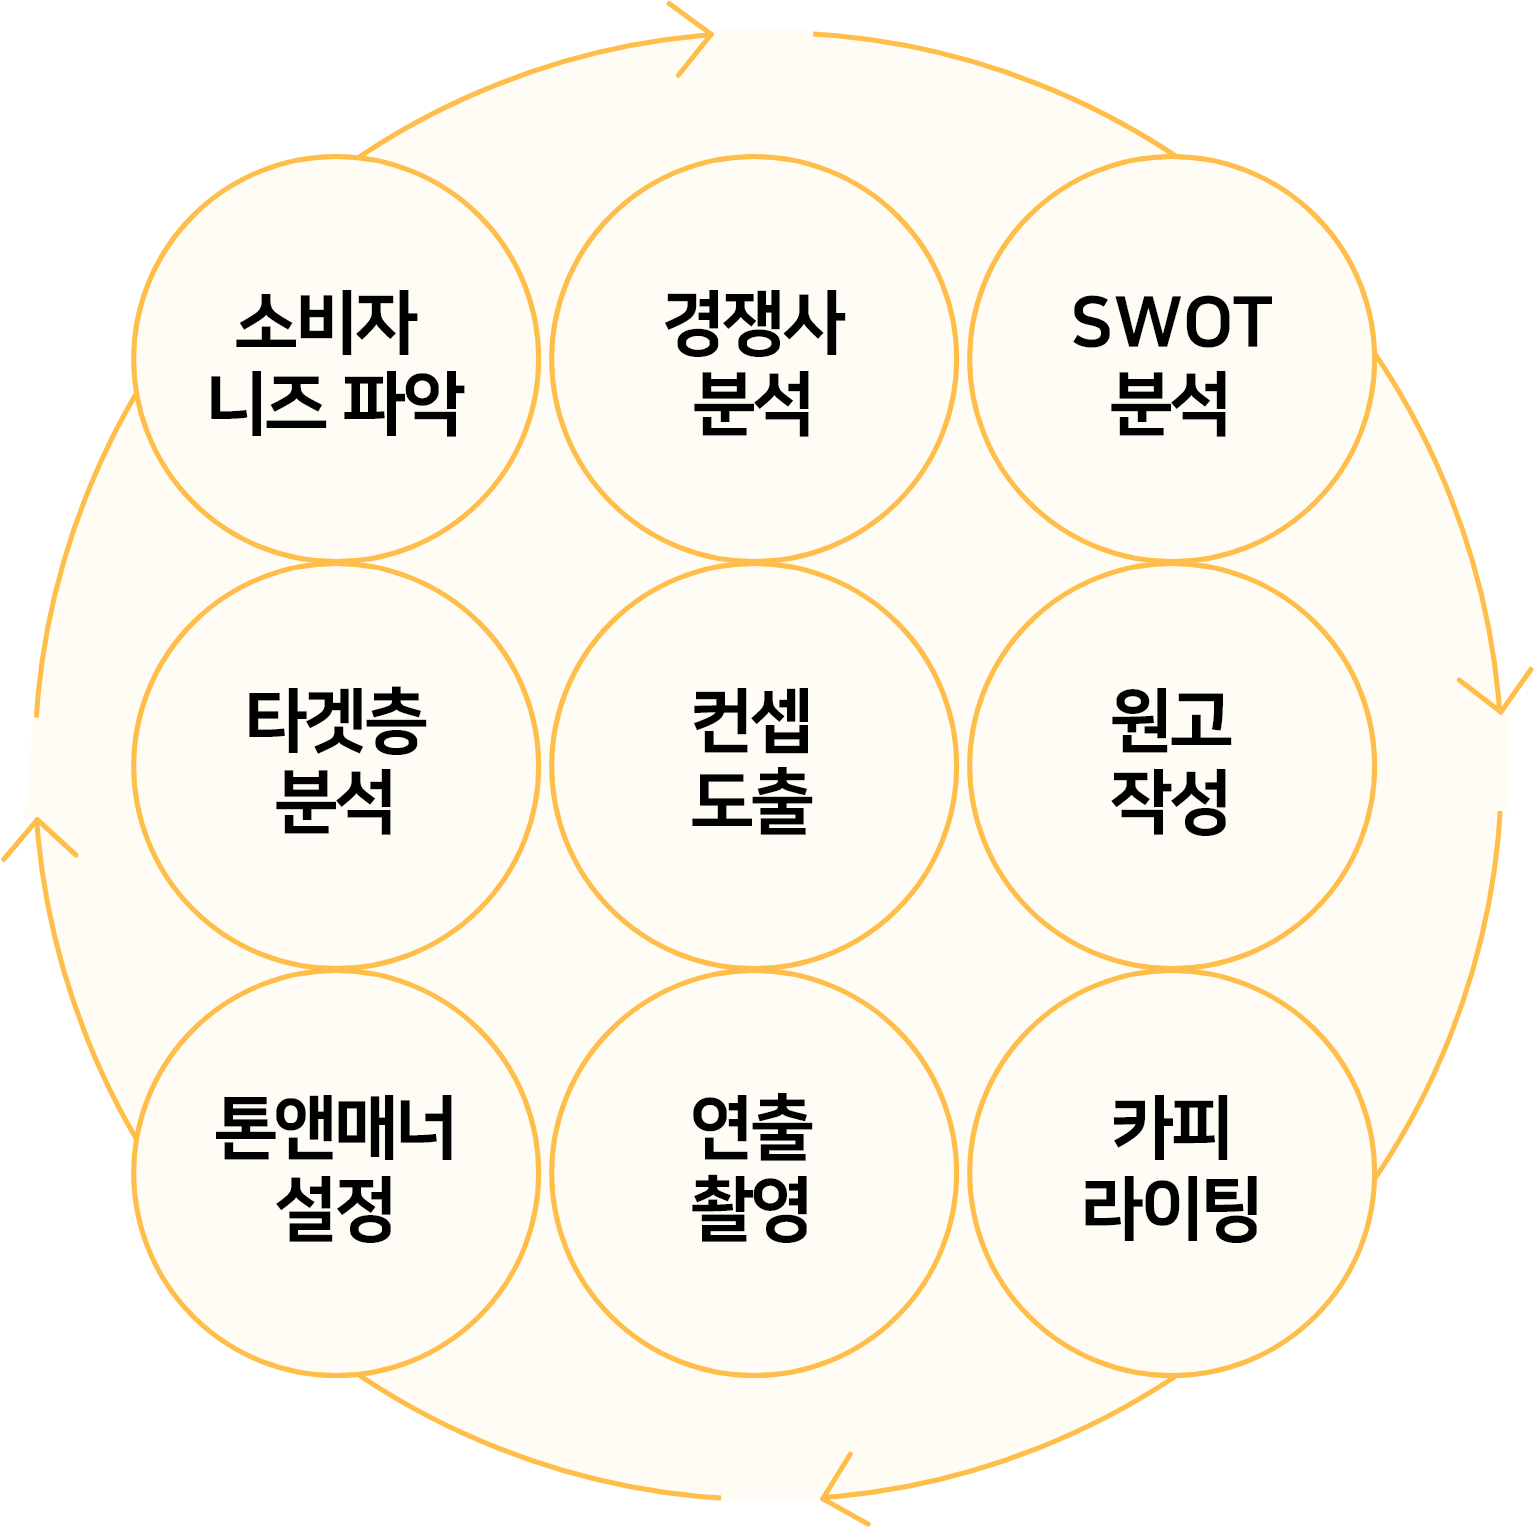 소비자
니즈 파악
경쟁사
분석
SWOT
분석
타겟층
분석
컨셉
도출
원고
작성
톤앤매너
설정
연출
촬영
카피
라이팅